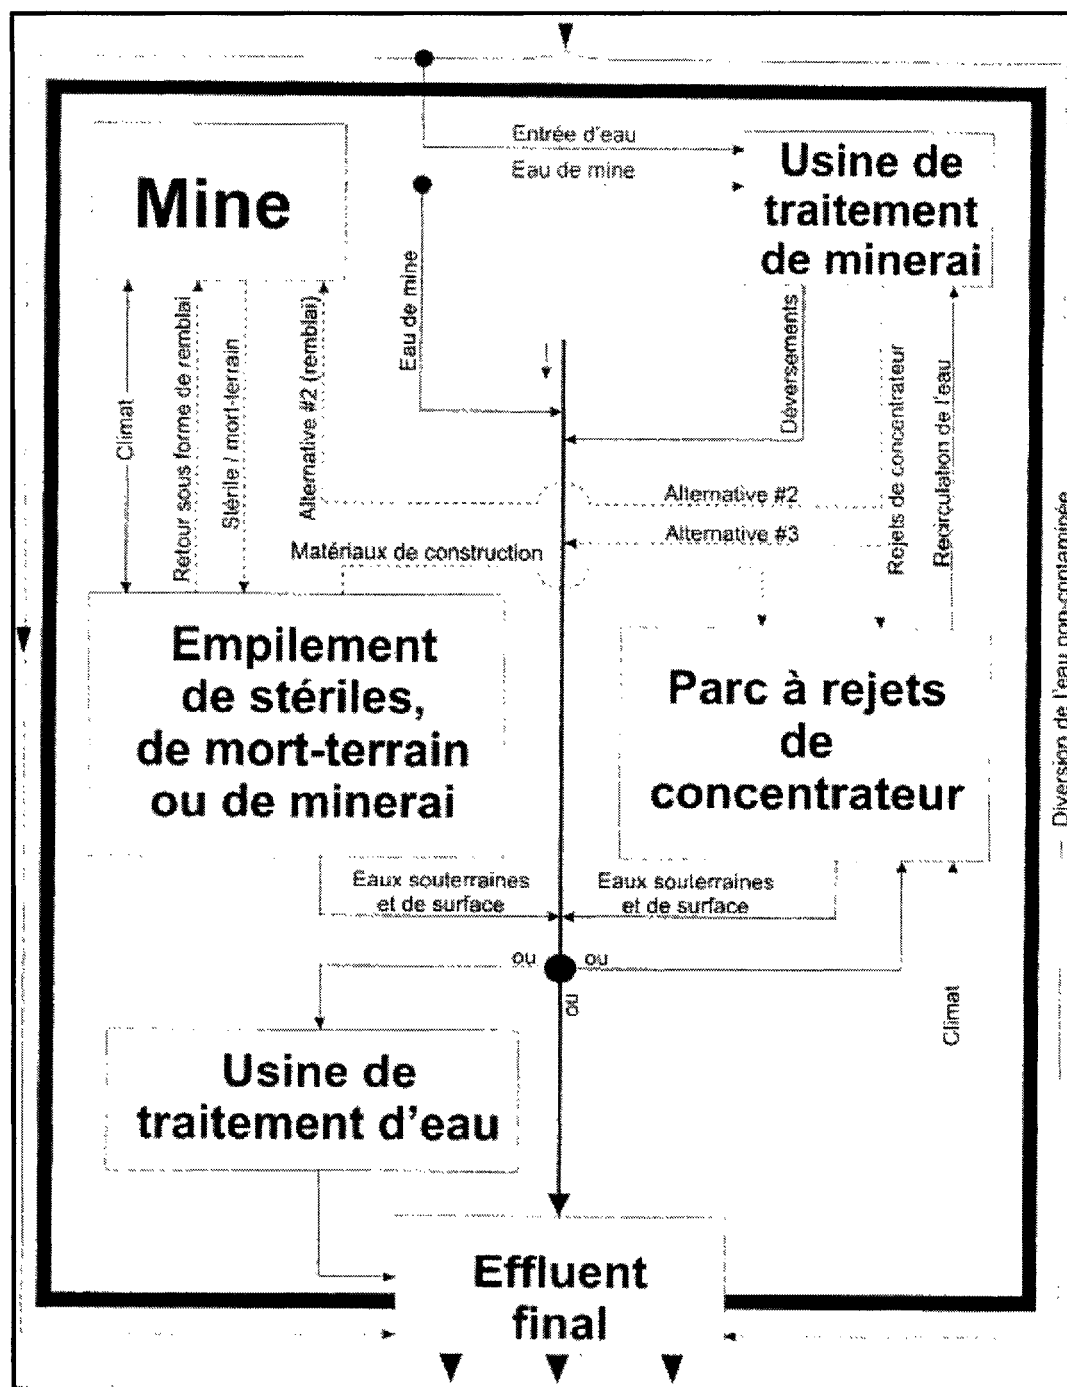 Entrée d'eau
Eau de mine
Mine
Usine de
traitement
de minerai
Eau de mine
Climat
Retour sous forme de remblai
Stérile / mort-terrain
Alternative #2 (remblai)
Déversements
Rejets de concentrateur
Recirculation de l'eau
Alternative #2
Alternative #3
Matériaux de construction
Diversion de l'eau non-contaminée
Empilement
de stériles,
de mort-terrain
ou de minerai
Parc à rejets
de
concentrateur
Eaux souterraines
et de surface
Eaux souterraines
et de surface
ou
ou
ou
Climat
Usine de
traitement d'eau
Effluent
final